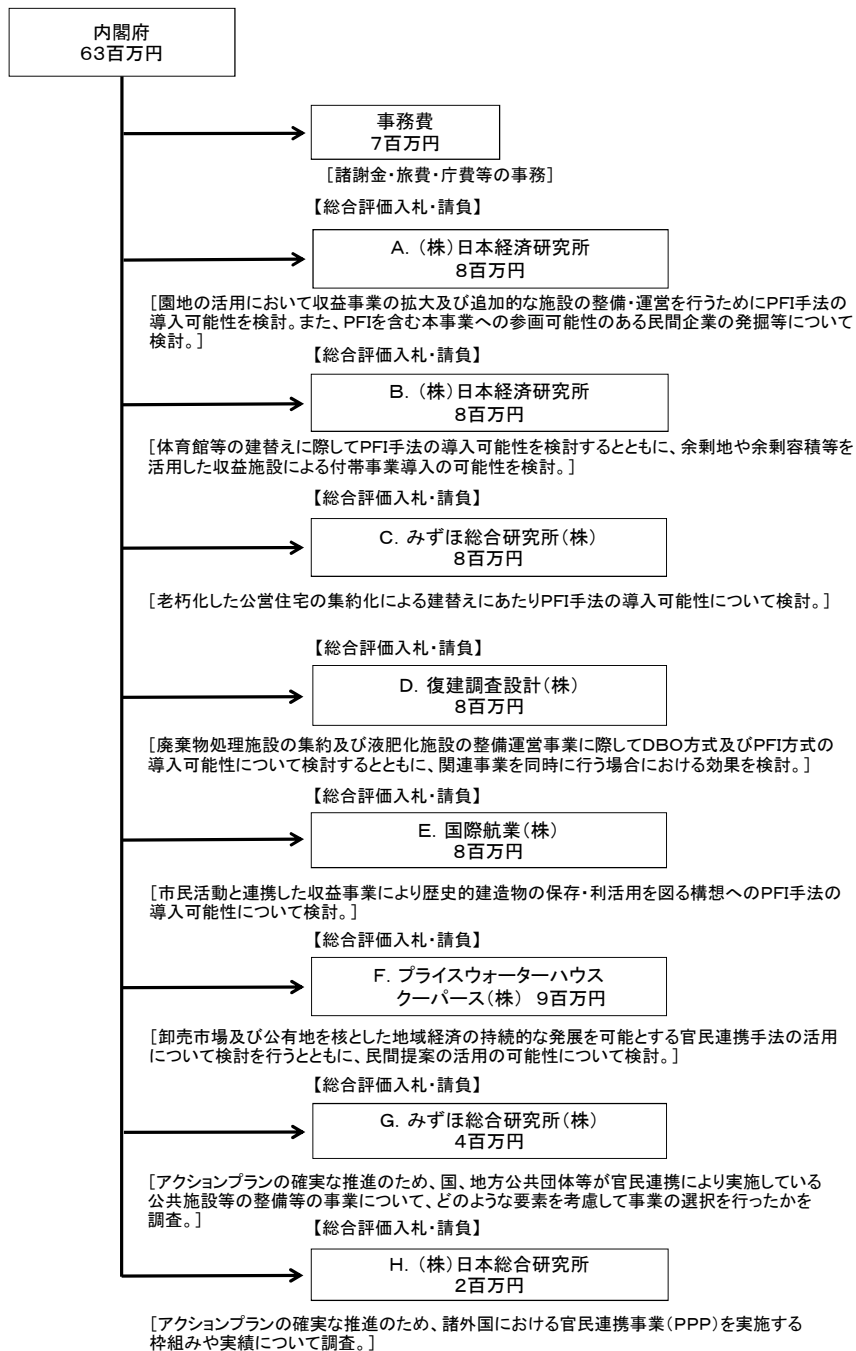 内閣府
63百万円
事務費
7百万円
[諸謝金・旅費・庁費等の事務]
【総合評価入札・請負】
A. (株)日本経済研究所
8百万円
[園地の活用において収益事業の拡大及び追加的な施設の整備・運営を行うためにPFI手法の
導入可能性を検討。また、PFIを含む本事業への参画可能性のある民間企業の発掘等について
検討。]
【総合評価入札・請負】
B. (株)日本経済研究所
8百万円
[体育館等の建替えに際してPFI手法の導入可能性を検討するとともに、余剰地や余剰容積等を
活用した収益施設による付帯事業導入の可能性を検討。]
【総合評価入札・請負】
C. みずほ総合研究所(株)
8百万円
[老朽化した公営住宅の集約化による建替えにあたりPFI手法の導入可能性について検討。]
【総合評価入札・請負】
D. 復建調査設計(株)
8百万円
[廃棄物処理施設の集約及び液肥化施設の整備運営事業に際してDBO方式及びPFI方式の
導入可能性について検討するとともに、関連事業を同時に行う場合における効果を検討。]
【総合評価入札・請負】
E. 国際航業(株)
8百万円
[市民活動と連携した収益事業により歴史的建造物の保存・利活用を図る構想へのPFI手法の
導入可能性について検討。]
【総合評価入札・請負】
F. プライスウォーターハウス
クーパース(株) 9百万円
[卸売市場及び公有地を核とした地域経済の持続的な発展を可能とする官民連携手法の活用
について検討を行うとともに、民間提案の活用の可能性について検討。]
【総合評価入札・請負】
G. みずほ総合研究所(株)
4百万円
[アクションプランの確実な推進のため、国、地方公共団体等が官民連携により実施している
公共施設等の整備等の事業について、どのような要素を考慮して事業の選択を行ったかを
調査。]
【総合評価入札・請負】
H. (株)日本総合研究所
2百万円
[アクションプランの確実な推進のため、諸外国における官民連携事業(PPP)を実施する
枠組みや実績について調査。]